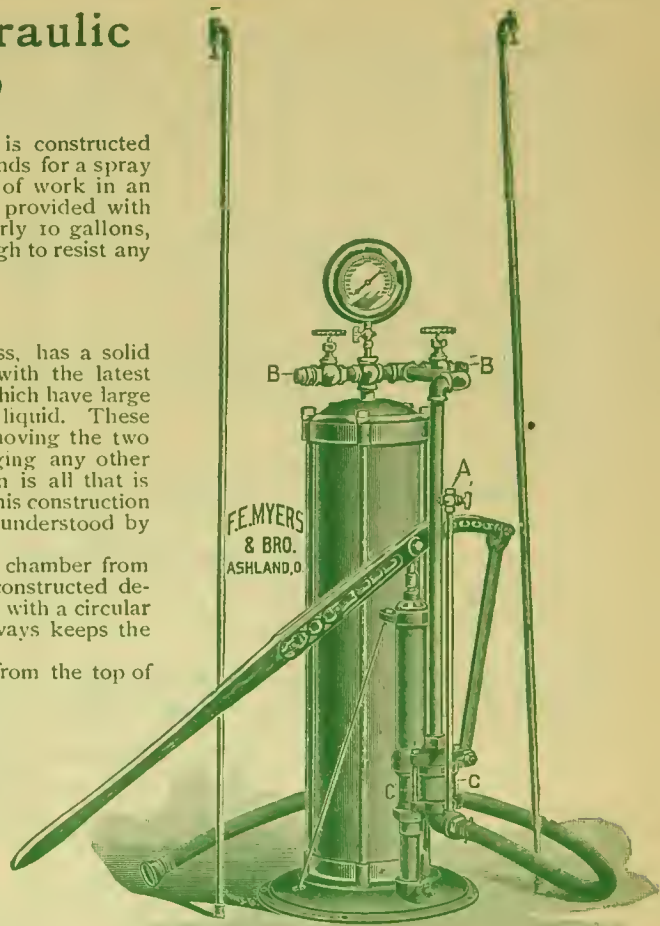 raulic
is constructed
nds for a spray
of work in an
provided with
rly 10 gallons,
gh to resist any
ss, has a solid
with the latest
hich have large
liquid. These
noving the two
ging any other
n is all that is
his construction
understood by
chamber from
onstructed de-
with a circular
ways keeps the
from the top of
B
B
A
F.E.MYERS
& BRO.
ASHLAND,O.
C
C